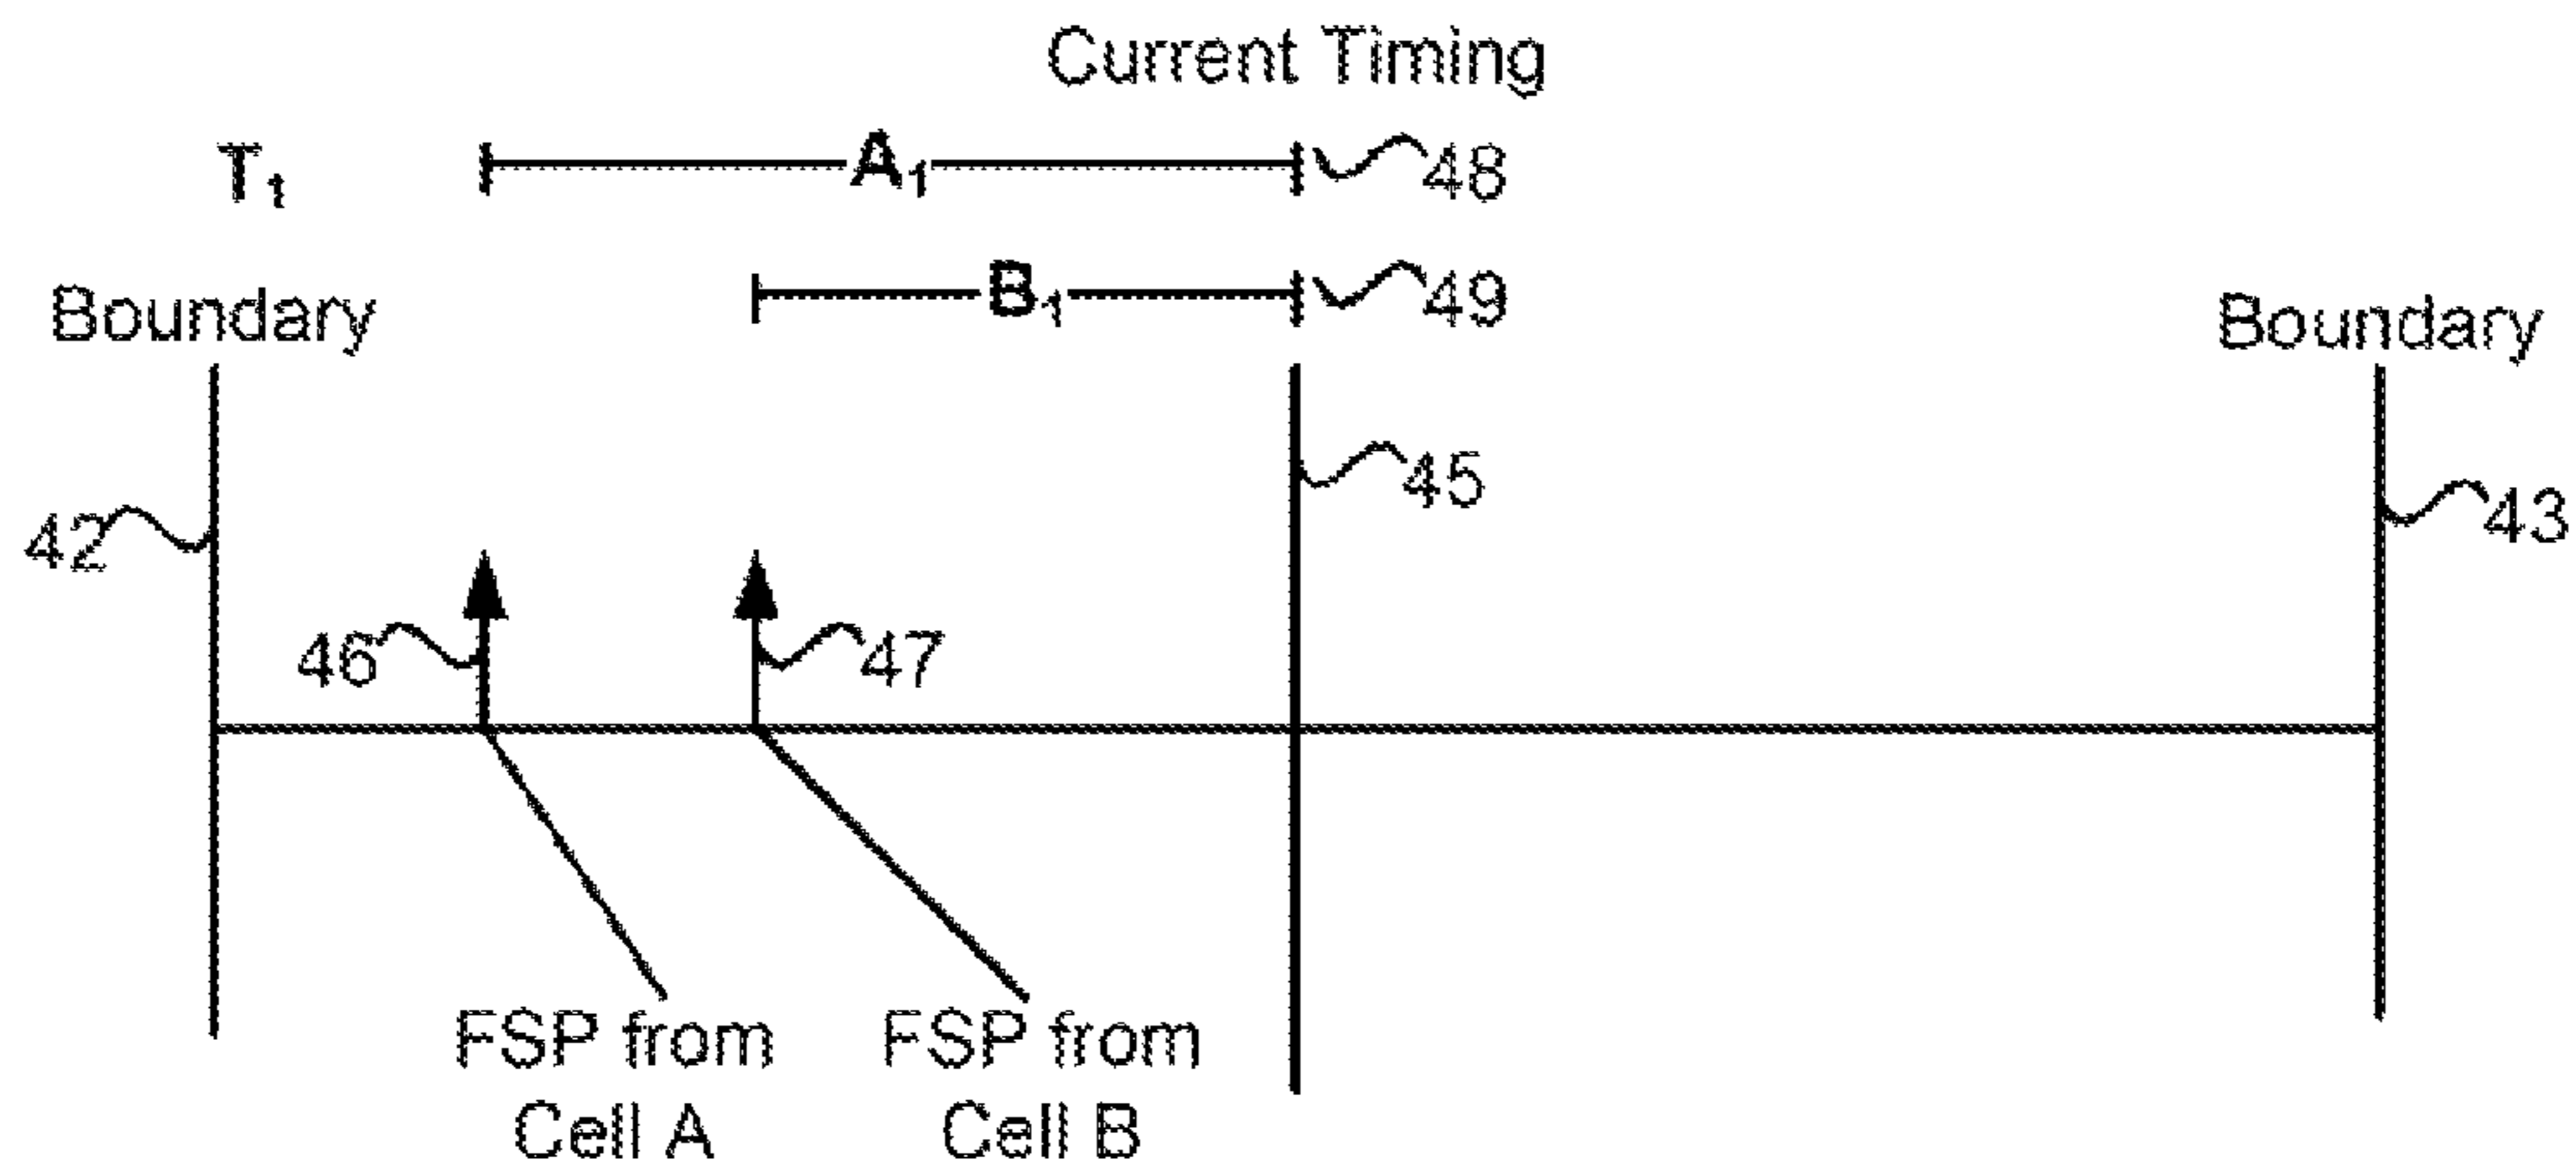 Current Timing
Tt
A1
48
B1
49
Boundary
Boundary
45
42
43
46
47
FSP from
Cell A
FSP from
Cell B